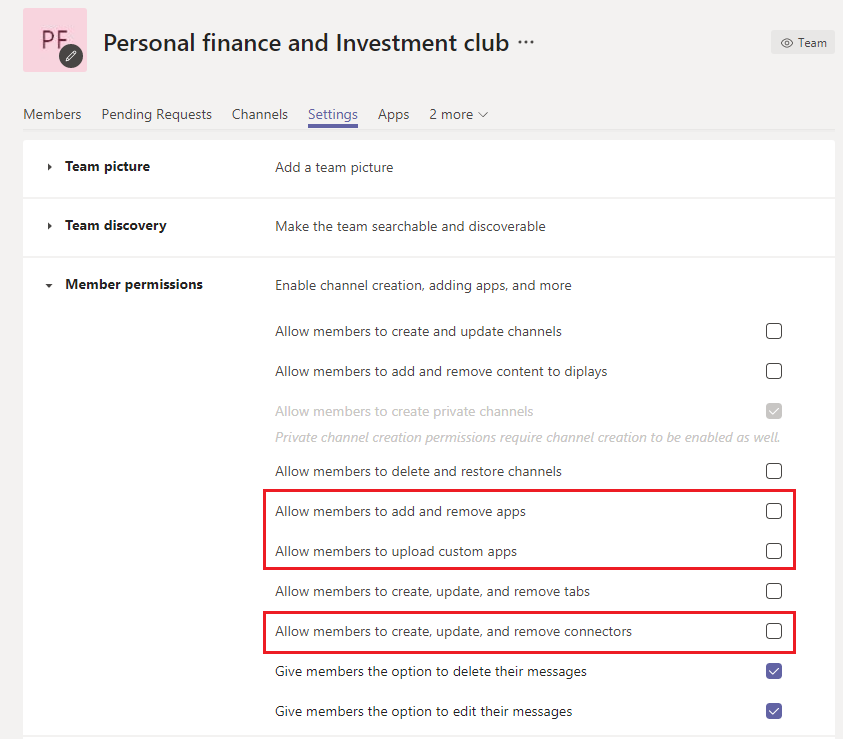 PF
Personal finance and Investment club ...
Team
Members Pending Requests Channels Settings Apps 2 more
Team picture Add a team picture
Team discovery Make the team searchable and discoverable
Member permissions Enable channel creation, adding apps, and more
Allow members to create and update channels
Allow members to add and remove content to diplays
Allow members to create private channels
Private channel creation permissions require channel creation to be enabled as well.
Allow members to delete and restore channels
Allow members to add and remove apps
Allow members to upload custom apps
Allow members to create, update, and remove tabs
Allow members to create, update, and remove connectors
Give members the option to delete their messages
Give members the option to edit their messages